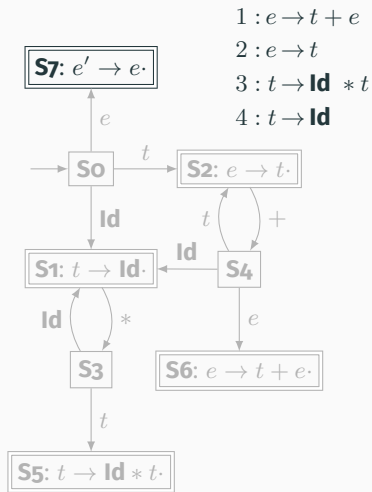 1 : e → t + e
2 : e → t
3 : t → Id * t
4 : t → Id
S7: e′ → e·
e
t
S0
S2: e → t·
Id
t
+
Id
S1: t → Id·
S4
Id
*
e
S3
S6: e → t + e·
t
S5: t → Id * t·